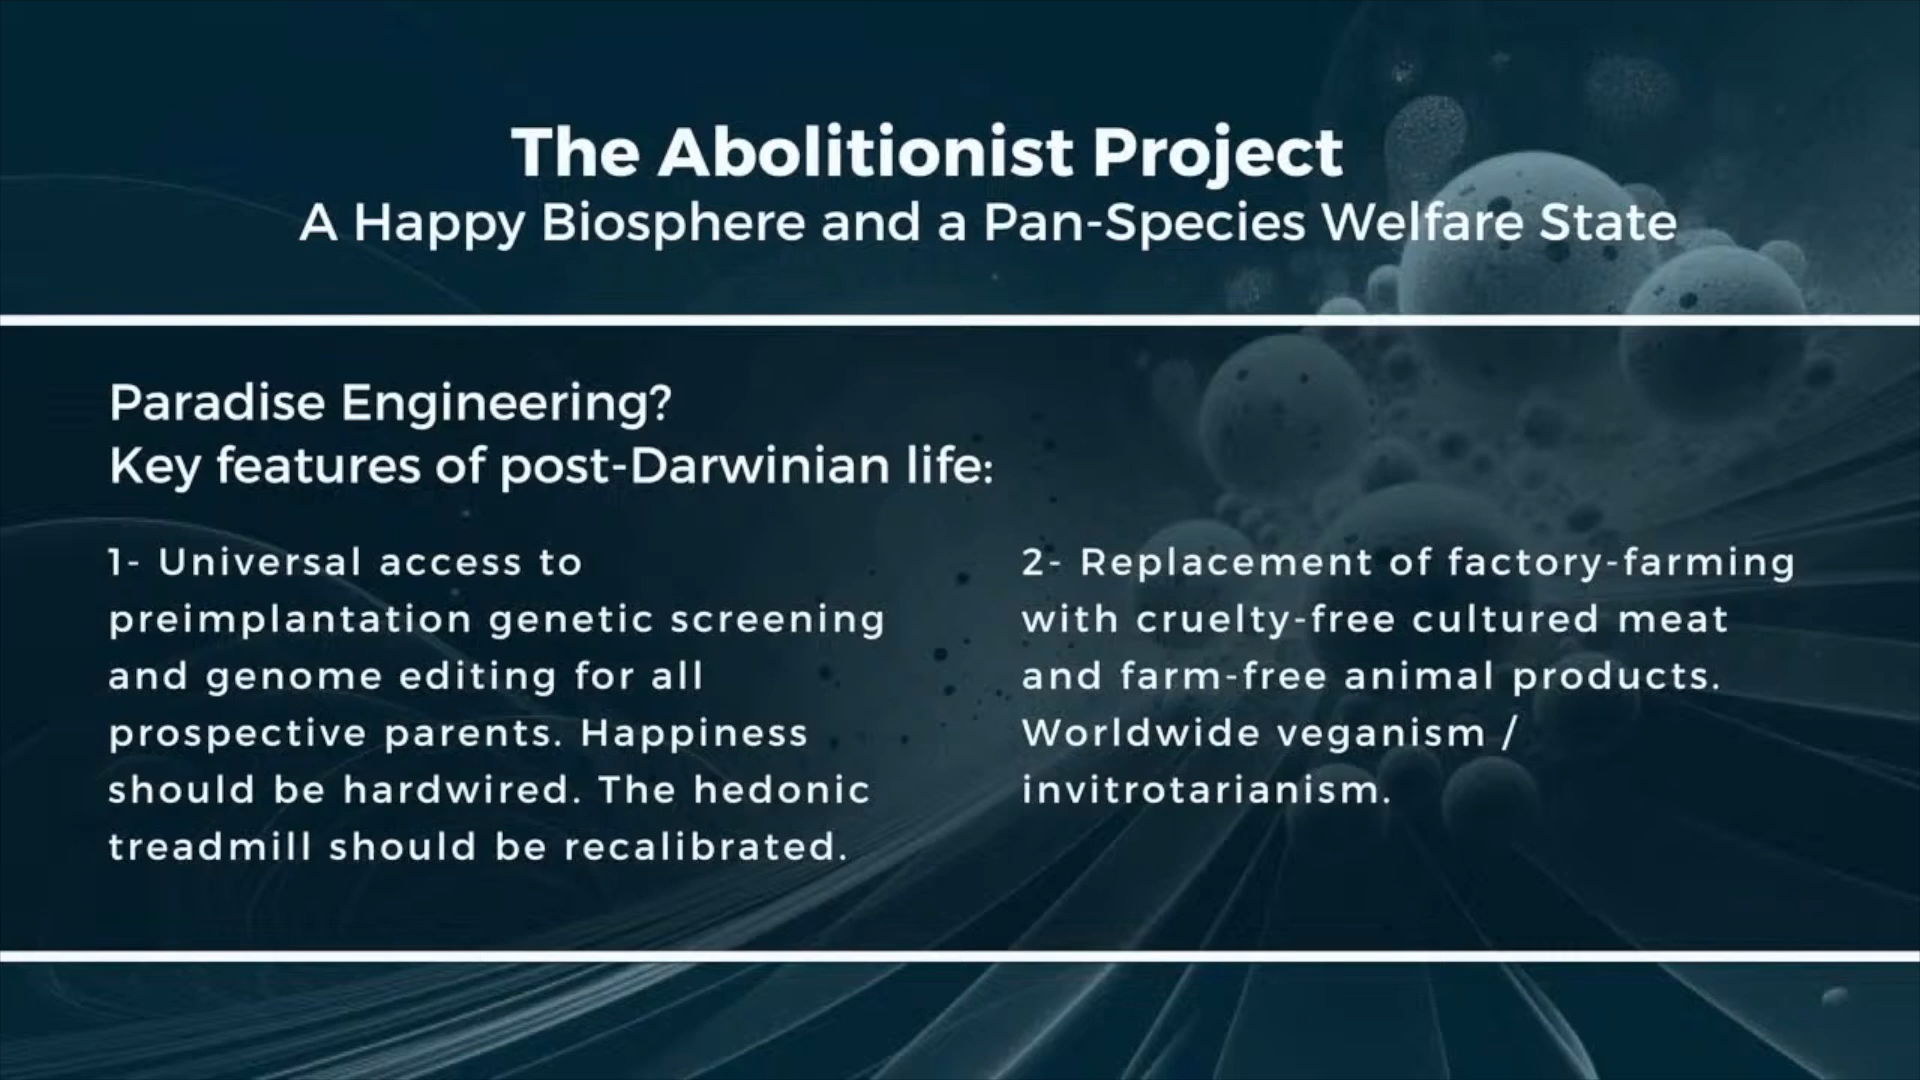 The Abolitionist Project
A Happy Biosphere and a Pan-Species Welfare State
Paradise Engineering?
Key features of post-Darwinian life:
1- Universal access to
preimplantation genetic screening
and genome editing for all
prospective parents. Happiness
should be hardwired. The hedonic
treadmill should be recalibrated.
2- Replacement of factory-farming
with cruelty-free cultured meat
and farm-free animal products.
Worldwide veganism /
invitrotarianism.